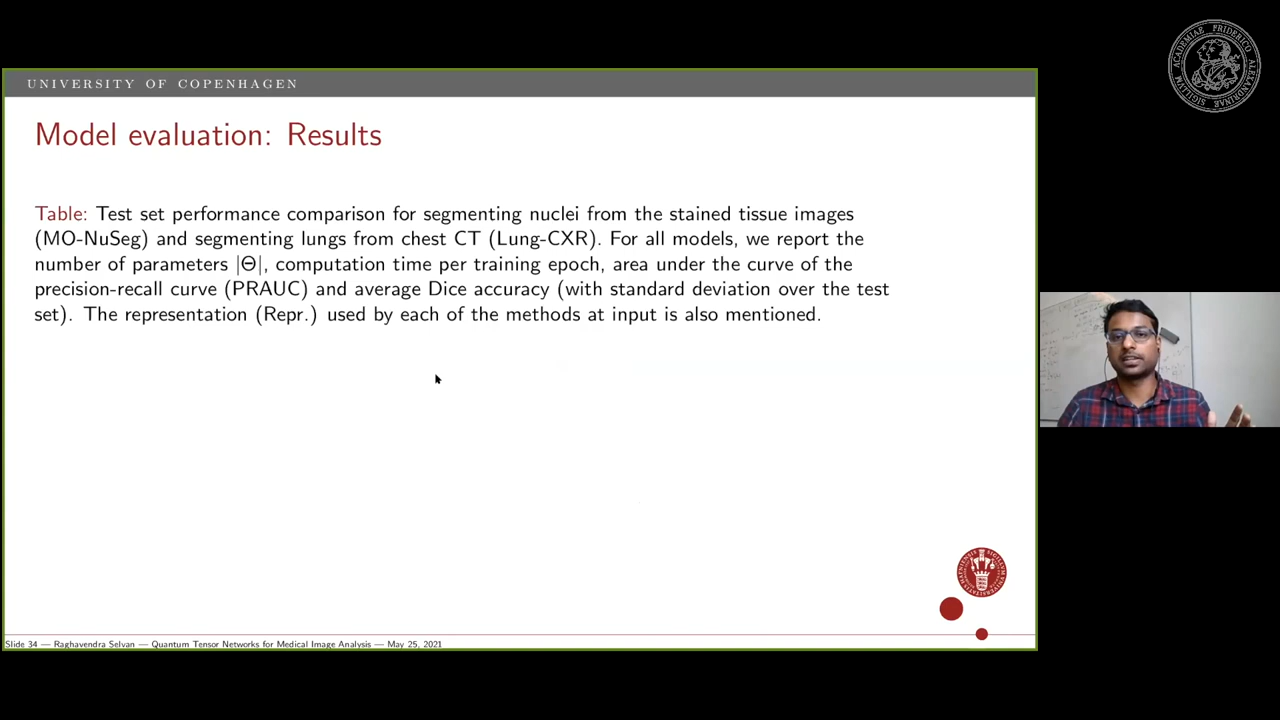 UNIVERSITY OF COPENHAGEN
Model evaluation: Results
Table: Test set performance comparison for segmenting nuclei from the stained tissue images
(MO-NuSeg) and segmenting lungs from chest CT (Lung-CXR). For all models, we report the
number of parameters |Θ|, computation time per training epoch, area under the curve of the
precision-recall curve (PRAUC) and average Dice accuracy (with standard deviation over the test
set). The representation (Repr.) used by each of the methods at input is also mentioned.
Slide 34 — Raghavendra Selvan — Quantum Tensor Networks for Medical Image Analysis — May 25, 2021
ACADEMIAE FRIDERICO ALEXANDRINAE SIGILLVM